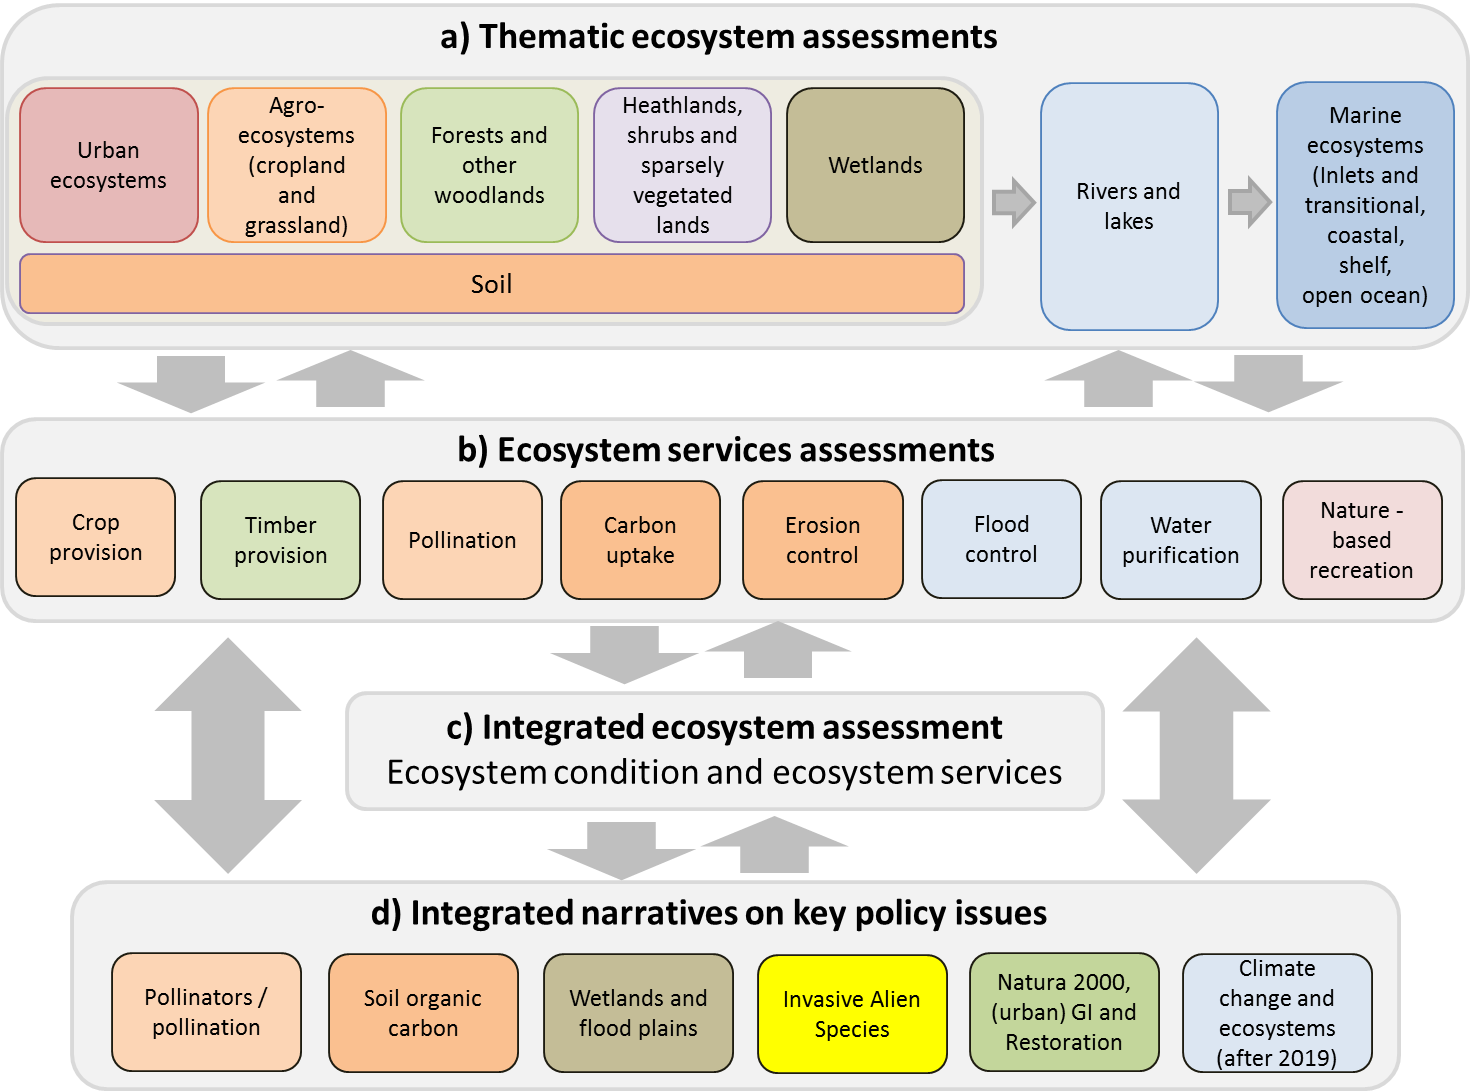 a) Thematic ecosystem assessments
Urban
ecosystems
Agro-
ecosystems
(cropland
and
grassland)
Forests and
other
woodlands
Heathlands,
shrubs and
sparsely
vegetated
lands
Wetlands
Soil
Rivers and
lakes
Marine
ecosystems
(Inlets and
transitional,
coastal,
shelf,
open ocean)
b) Ecosystem services assessments
Crop
provision
Timber
provision
Pollination
Carbon
uptake
Erosion
control
Flood
control
Water
purification
Nature -
based
recreation
c) Integrated ecosystem assessment
Ecosystem condition and ecosystem services
d) Integrated narratives on key policy issues
Pollinators /
pollination
Soil organic
carbon
Wetlands and
flood plains
Invasive Alien
Species
Natura 2000,
(urban) GI and
Restoration
Climate
change and
ecosystems
(after 2019)